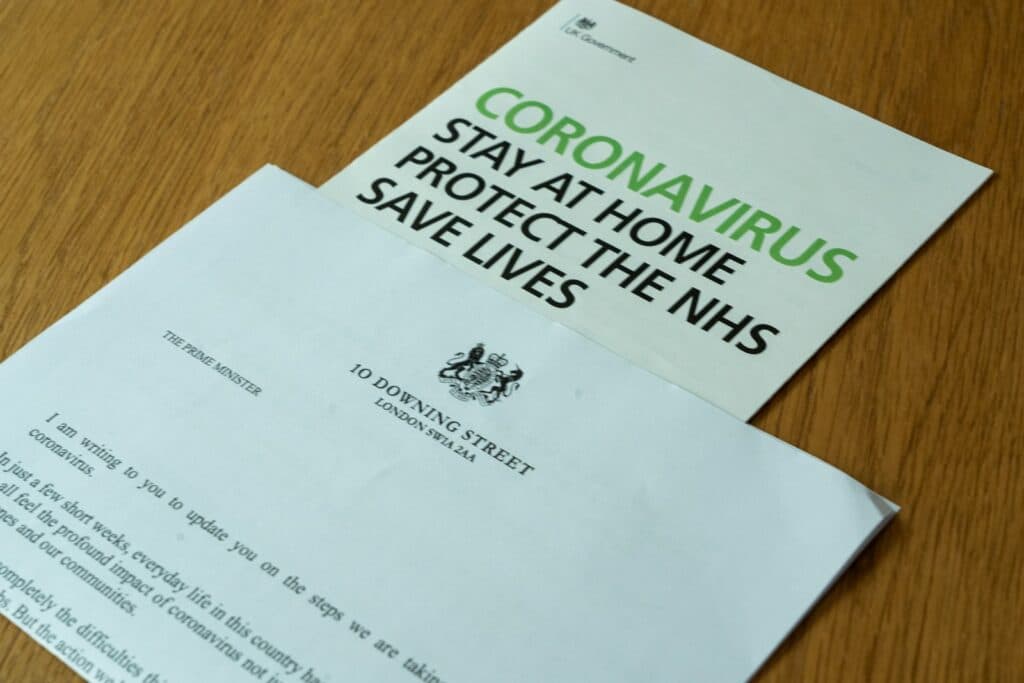 UK Government
CORONAVIRUS
STAY AT HOME
PROTECT THE NHS
SAVE LIVES
THE PRIME MINISTER
10 DOWNING STREET
LONDON SW1A 2AA
I am writing to you to update you on the steps we are taking
coronavirus.
In just a few short weeks, everyday life in this country
all feel the profound impact of coronavirus not
and our communities.
completely the difficulties
But the action